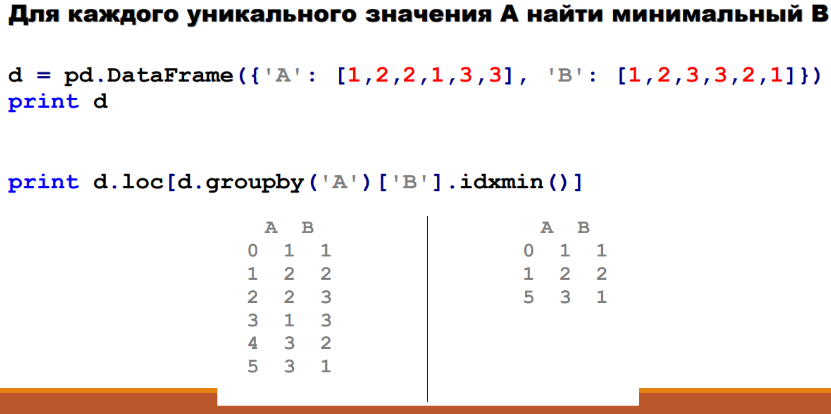 Для каждого уникального значения A найти минимальный B
d = pd.DataFrame({'A': [1,2,2,1,3,3], 'B': [1,2,3,3,2,1]})
print d
print d.loc[d.groupby('A')['B'].idxmin()]
A B
0 1 1
1 2 2
2 2 3
3 1 3
4 3 2
5 3 1
A B
0 1 1
1 2 2
5 3 1